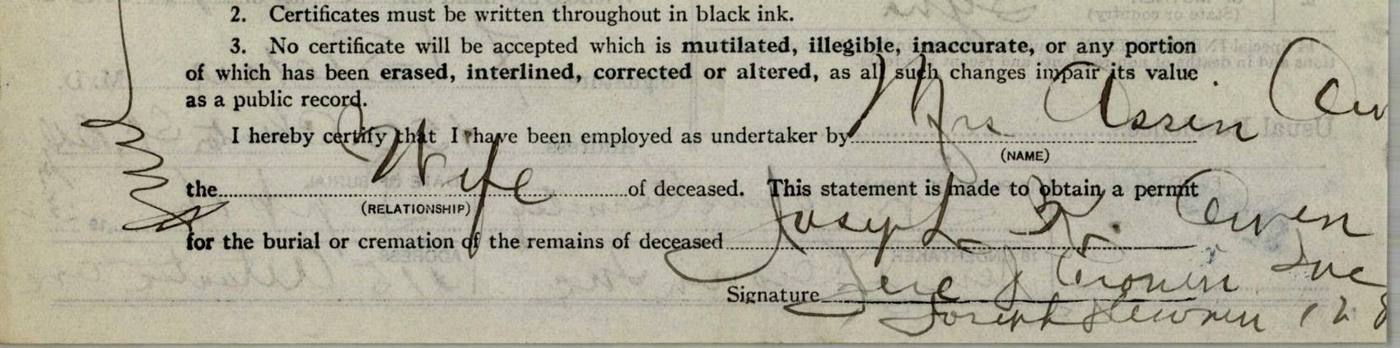 2. Certificates must be written throughout in black ink.
3. No certificate will be accepted which is mutilated, illegible, inaccurate, or any portion
of which has been erased, interlined, corrected or altered, as all such changes impair its value
as a public record.
I hereby certify that I have been employed as undertaker by Mrs
(NAME)
the Wife of deceased. This statement is made to obtain a permit
(RELATIONSHIP)
for the burial or cremation of the remains of deceased Joseph R. Owen
Signature Jere J Cronin Inc
Joseph